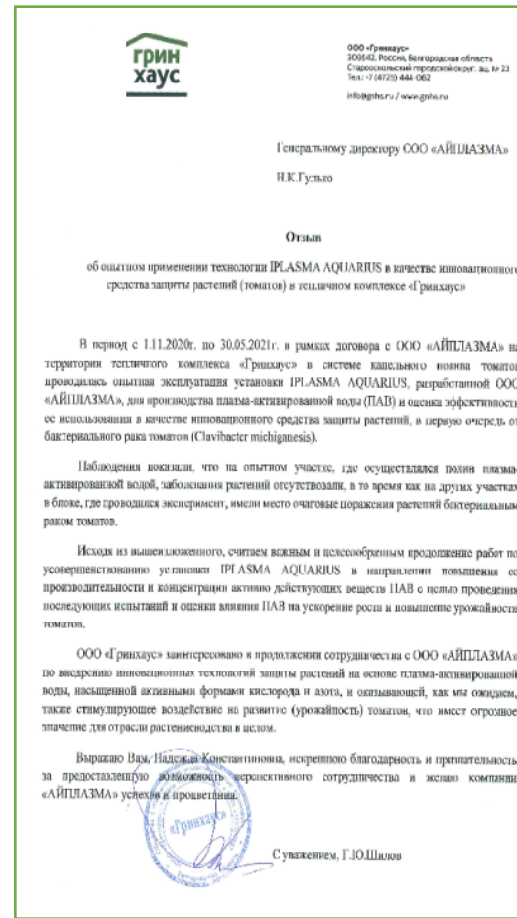 ГРИН
ХАУС
ООО «Гринхаус»
309542, Россия, Белгородская область
Старооскольский городской округ, зд. № 23
Тел.: +7 (4725) 444-062
info@gnhs.ru / www.gnhs.ru
Генеральному директору ООО «АЙПЛАЗМА»
Н.К.Гулько
Отзыв
об опытном применении технологии IPLASMA AQUARIUS в качестве инновационного
средства защиты растений (томатов) в тепличном комплексе «Гринхаус»
В период с 1.11.2020г. по 30.05.2021г. в рамках договора с ООО «АЙПЛАЗМА» на
территории тепличного комплекса «Гринхаус» в системе капельного полива томатов
проводилась опытная эксплуатация установки IPLASMA AQUARIUS, разработанной ООО
«АЙПЛАЗМА», для производства плазма-активированной воды (ПАВ) и оценка эффективности
ее использования в качестве инновационного средства защиты растений, в первую очередь от
бактериального рака томатов (Clavibacter michiganesis).
Наблюдения показали, что на опытном участке, где осуществлялся полив плазма-
активированной водой, заболевания растений отсутствовали, в то время как на других участках
в блоке, где проводился эксперимент, имели место очаговые поражения растений бактериальным
раком томатов.
Исходя из вышеизложенного, считаем важным и целесообразным продолжение работ по
усовершенствованию установки IPLASMA AQUARIUS в направлении повышения ее
производительности и концентрации активно действующих веществ ПАВ с целью проведения
последующих испытаний и оценки влияния ПАВ на ускорение роста и повышение урожайности
томатов.
ООО «Гринхаус» заинтересовано в продолжении сотрудничества с ООО «АЙПЛАЗМА»
по внедрению инновационных технологий защиты растений на основе плазма-активированной
воды, насыщенной активными формами кислорода и азота, и оказывающей, как мы ожидаем,
также стимулирующее воздействие на развитие (урожайность) томатов, что имеет огромное
значение для отрасли растениеводства в целом.
Выражаю Вам, Надежда Константиновна, искреннюю благодарность и признательность
за предоставленную возможность перспективного сотрудничества и желаю компании
«АЙПЛАЗМА» успехов и процветания.
«Гринхаус»
С уважением, Г.Ю.Шилов